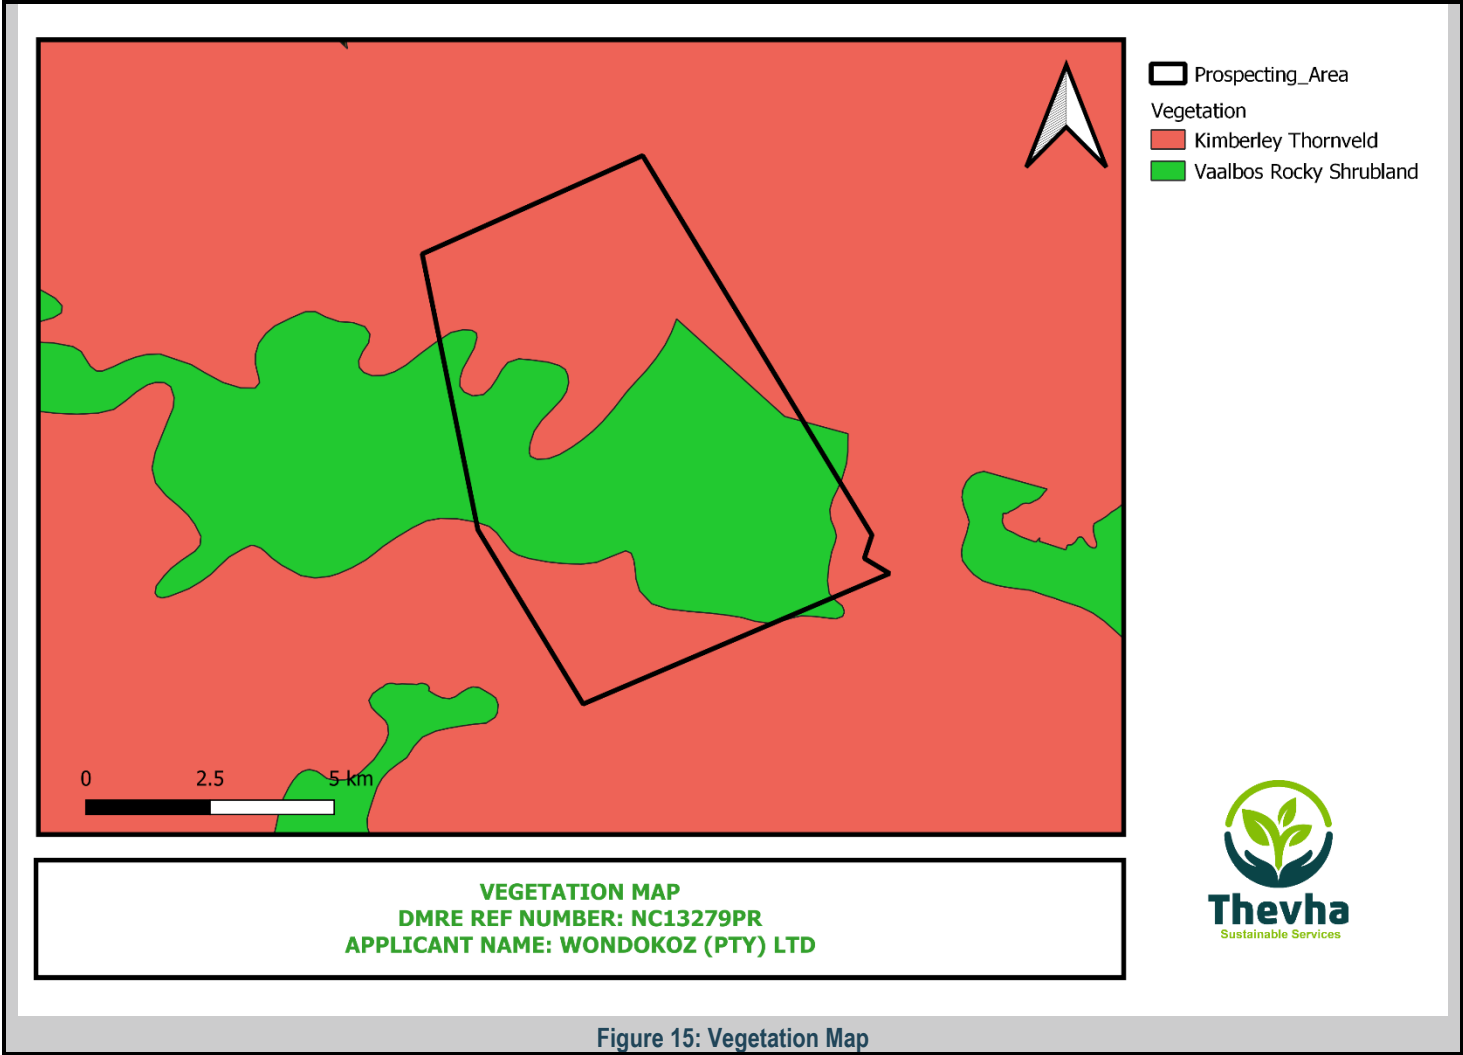 Prospecting_Area
Vegetation
Kimberley Thornveld
Vaalbos Rocky Shrubland
0 2.5 5 km
VEGETATION MAP
DMRE REF NUMBER: NC13279PR
APPLICANT NAME: WONDOKOZ (PTY) LTD
Thevha
Sustainable Services
Figure 15: Vegetation Map